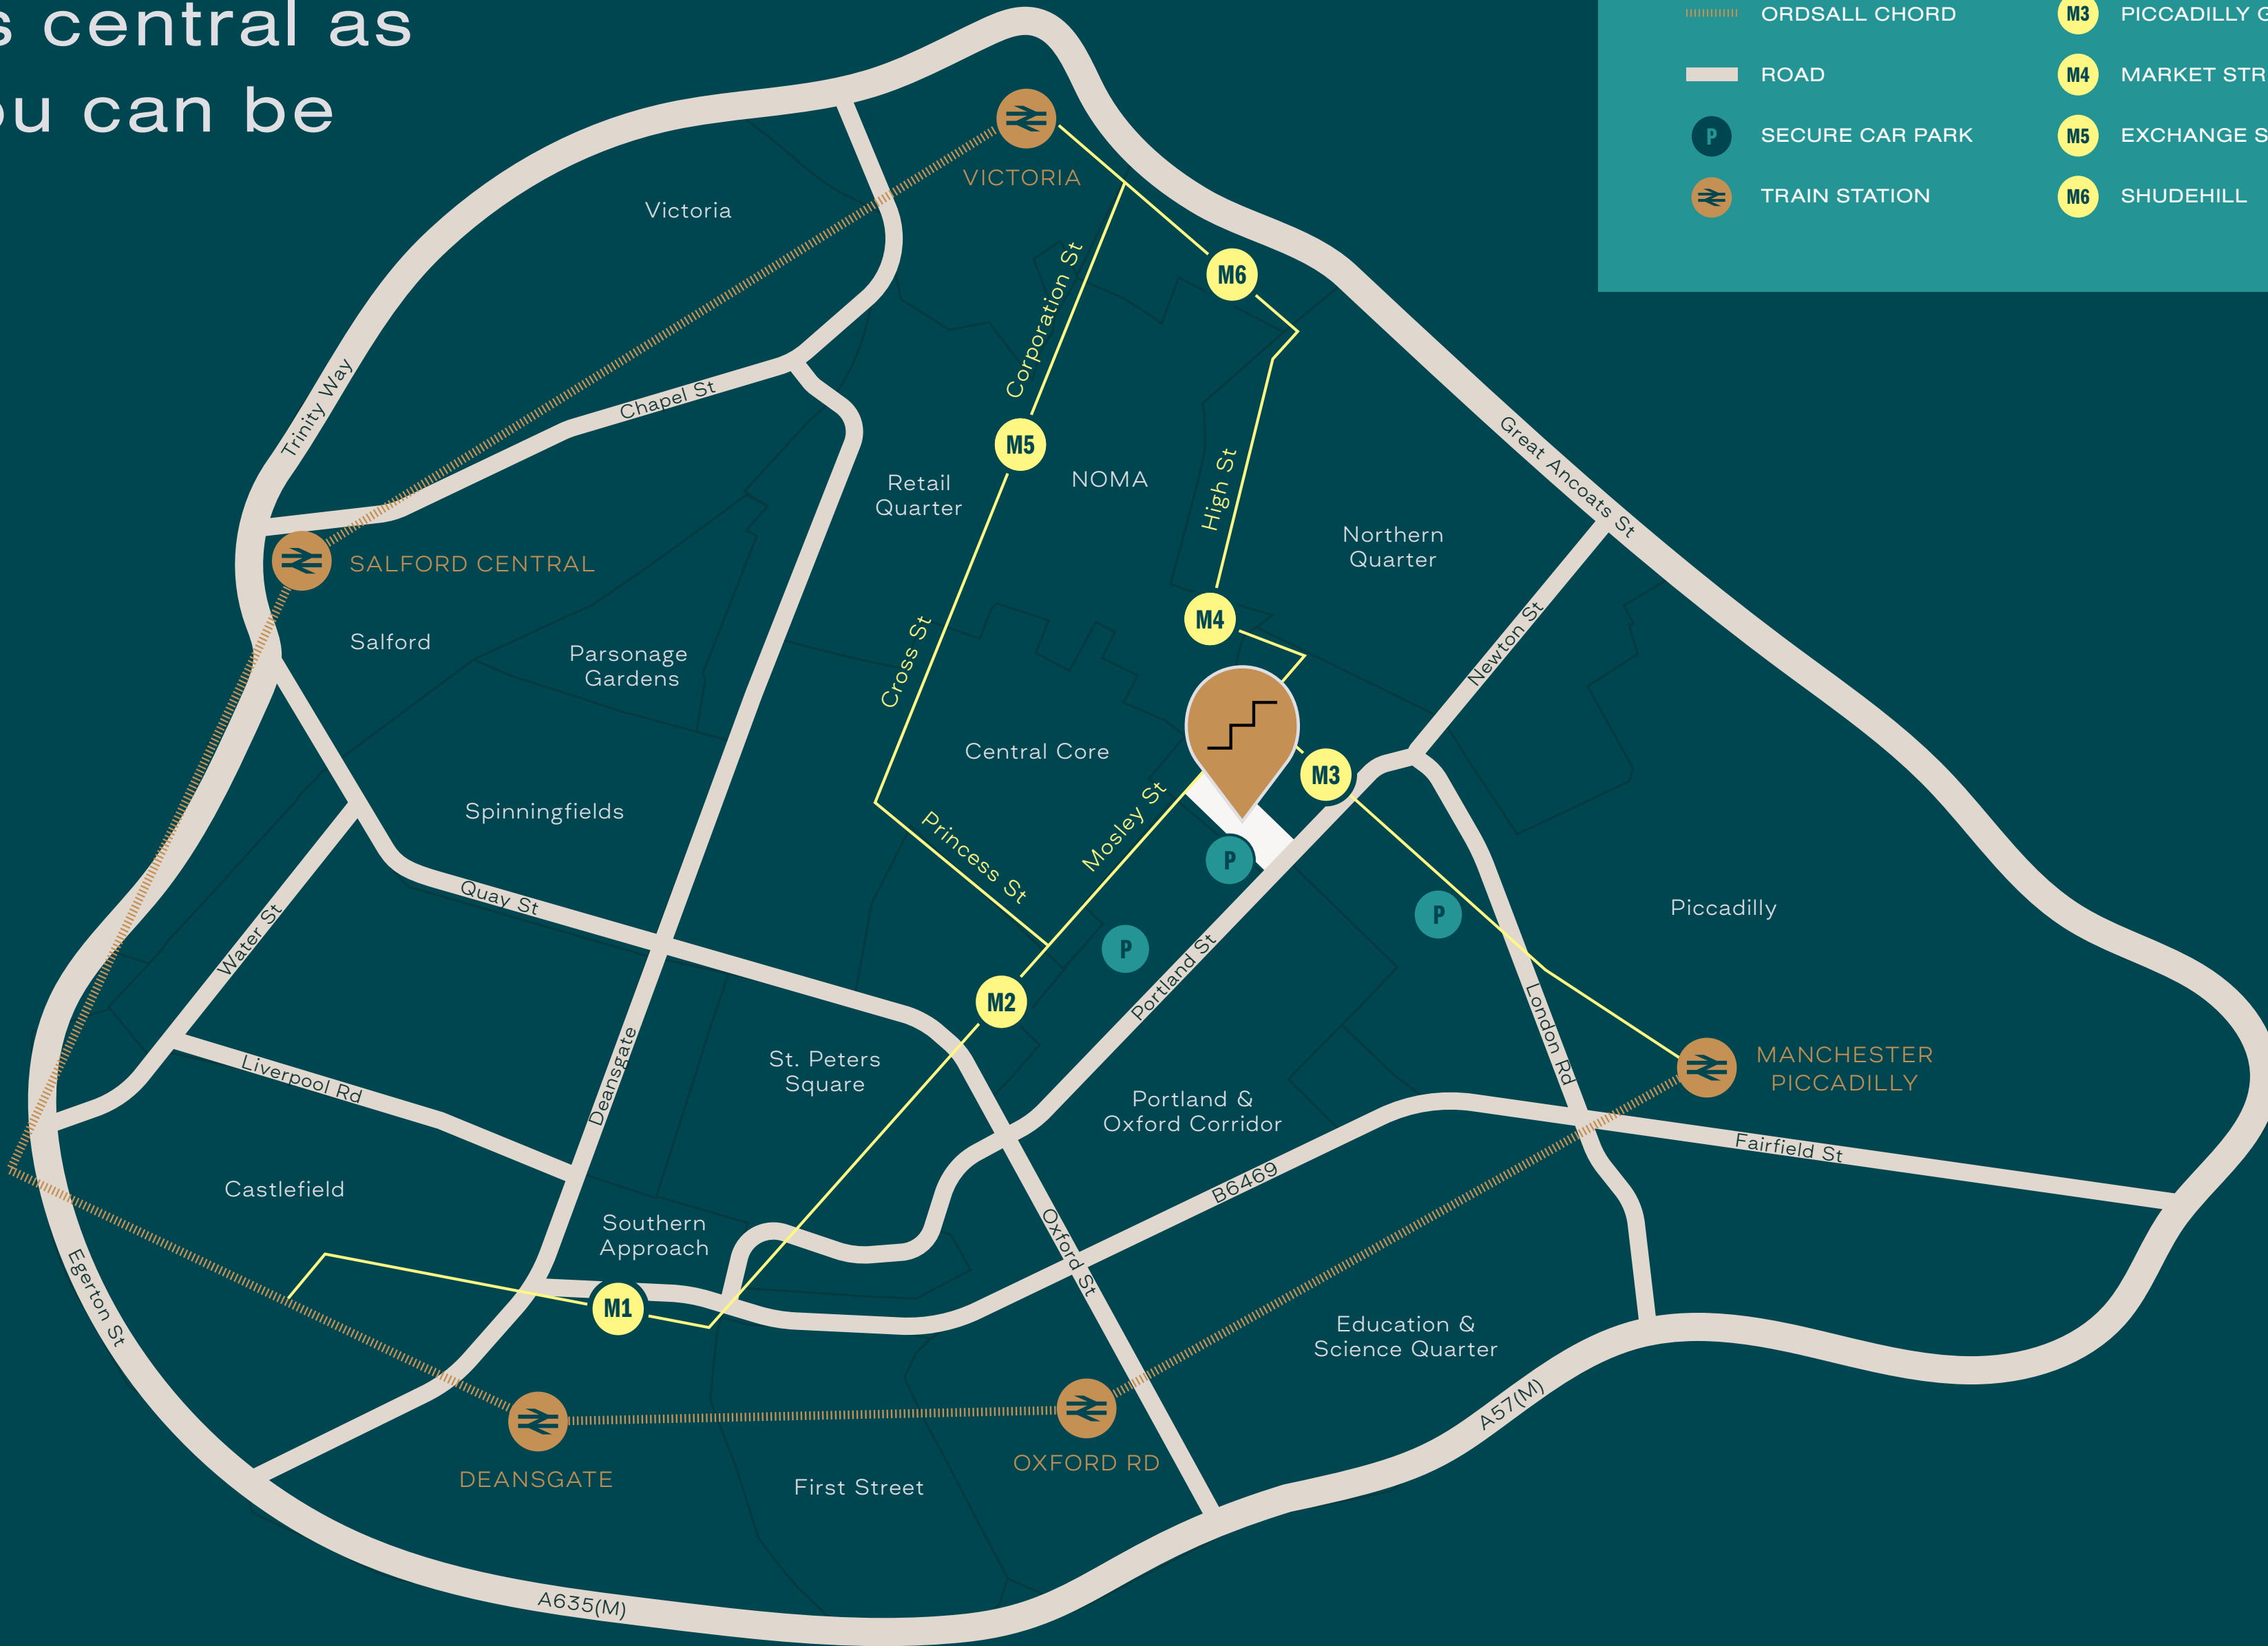 central as
can be
ORDSALL CHORD
ROAD
P SECURE CAR PARK
TRAIN STATION
M3 PICCADILLY
M4 MARKET
M5 EXCHANGE
M6 SHUDEHILL
VICTORIA
Victoria
M6
Corporation St
Trinity Way
Chapel St
M5
Retail
Quarter
NOMA
High St
Great Ancoats St
Northern
Quarter
SALFORD CENTRAL
Salford
Parsonage
Gardens
Cross St
M4
Newton St
Central Core
M3
Spinningfields
Princess St
Mosley St
P
P
P
Piccadilly
Quay St
Water St
Portland St
M2
London Rd
MANCHESTER
PICCADILLY
Liverpool Rd
Deansgate
St. Peters
Square
Portland &
Oxford Corridor
Fairfield St
B6469
Castlefield
Southern
Approach
Oxford St
Egerton St
M1
Education &
Science Quarter
A57(M)
DEANSGATE
OXFORD RD
First Street
A635(M)